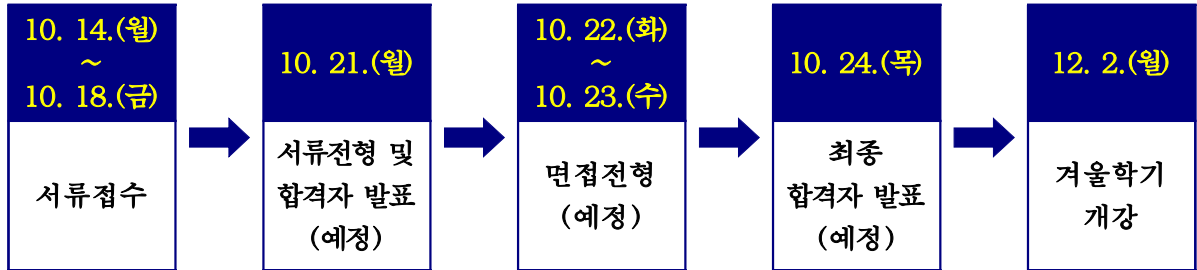 10. 14.(월)
~
10. 18.(금)
서류접수
10. 21.(월)
서류전형 및
합격자 발표
(예정)
10. 22.(화)
~
10. 23.(수)
면접전형
(예정)
10. 24.(목)
최종
합격자 발표
(예정)
12. 2.(월)
겨울학기
개강